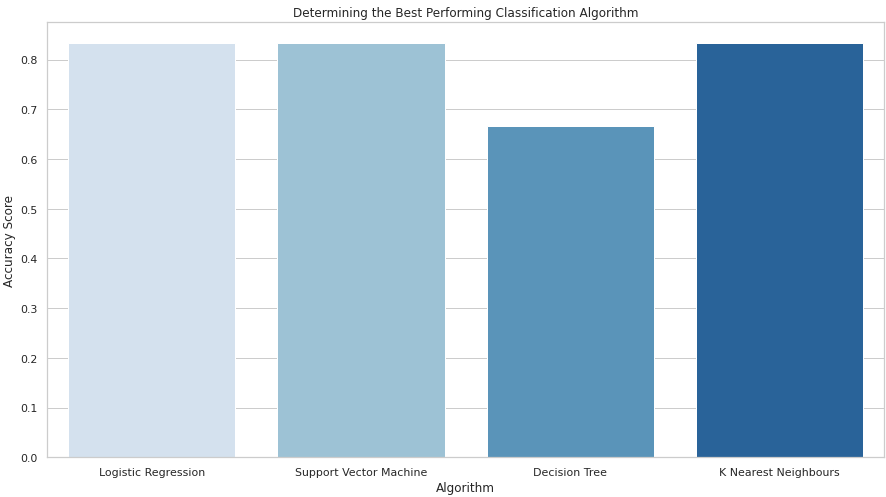 Determining the Best Performing Classification Algorithm
0.8
0.7
0.6
0.5
0.4
0.3
0.2
0.1
0.0
Accuracy Score
Logistic Regression
Support Vector Machine
Decision Tree
K Nearest Neighbours
Algorithm